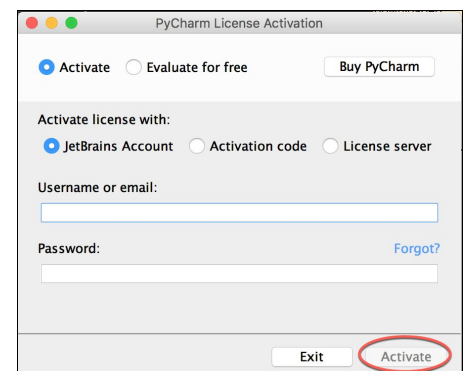 PyCharm License Activation
Activate Evaluate for free Buy PyCharm
Activate license with:
JetBrains Account Activation code License server
Username or email:
Password: Forgot?
Exit Activate